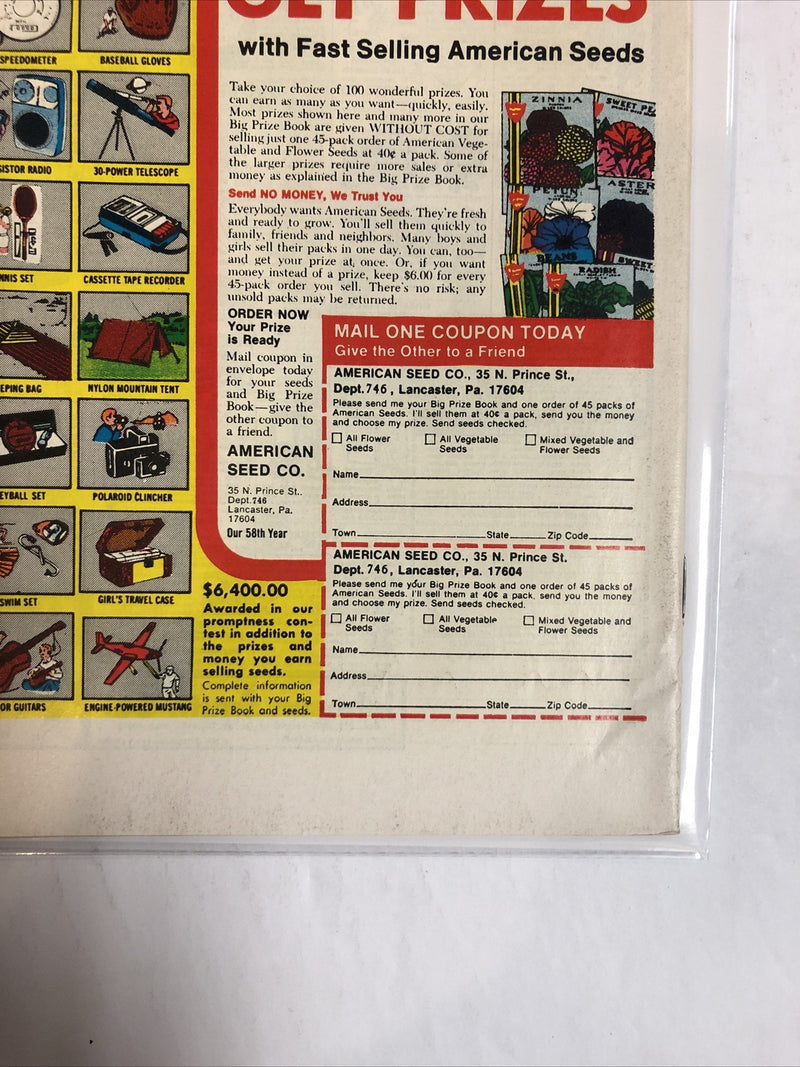 GET PRIZES
with Fast Selling American Seeds
Take your choice of 100 wonderful prizes. You
can earn as many as you want—quickly, easily.
Most prizes shown here and many more in our
Big Prize Book are given WITHOUT COST for
selling just one 45-pack order of American Vege-
table and Flower Seeds at 40¢ a pack. Some of
the larger prizes require more sales or extra
money as explained in the Big Prize Book.
Send NO MONEY, We Trust You
Everybody wants American Seeds. They're fresh
and ready to grow. You'll sell them quickly to
family, friends and neighbors. Many boys and
girls sell their packs in one day. You can, too—
and get your prize at once. Or, if you want
money instead of a prize, keep $6.00 for every
45-pack order you sell. There's no risk; any
unsold packs may be returned.
ORDER NOW
Your Prize
is Ready
Mail coupon in
envelope today
for your seeds
and Big Prize
Book—give the
other coupon to
a friend.
AMERICAN
SEED CO.
35 N. Prince St..
Dept.746
Lancaster, Pa.
17604
Our 58th Year
ZINNIA
SWEET PE
PETUN
ASTER
BEANS
SWEET
RADISH
MAIL ONE COUPON TODAY
Give the Other to a Friend
AMERICAN SEED CO., 35 N. Prince St.,
Dept. 746 , Lancaster, Pa. 17604
Please send me your Big Prize Book and one order of 45 packs of
American Seeds. I'll sell them at 40¢ a pack, send you the money
and choose my prize. Send seeds checked.
All Flower Seeds
All Vegetable Seeds
Mixed Vegetable and Flower Seeds
Name
Address
Town State Zip Code
AMERICAN SEED CO., 35 N. Prince St.
Dept. 746, Lancaster, Pa. 17604
Please send me your Big Prize Book and one order of 45 packs of
American Seeds. I'll sell them at 40¢ a pack, send you the money
and choose my prize. Send seeds checked.
All Flower Seeds
All Vegetable Seeds
Mixed Vegetable and Flower Seeds
Name
Address
Town State Zip Code
$6,400.00
Awarded in our
promptness con-
test in addition to
the prizes and
money you earn
selling seeds.
Complete information
is sent with your Big
Prize Book and seeds.
SPEEDOMETER
BASEBALL GLOVES
ISTOR RADIO
30-POWER TELESCOPE
NNIS SET
CASSETTE TAPE RECORDER
EPING BAG
NYLON MOUNTAIN TENT
EYBALL SET
POLAROID CLINCHER
SWIM SET
GIRL'S TRAVEL CASE
OR GUITARS
ENGINE-POWERED MUSTANG